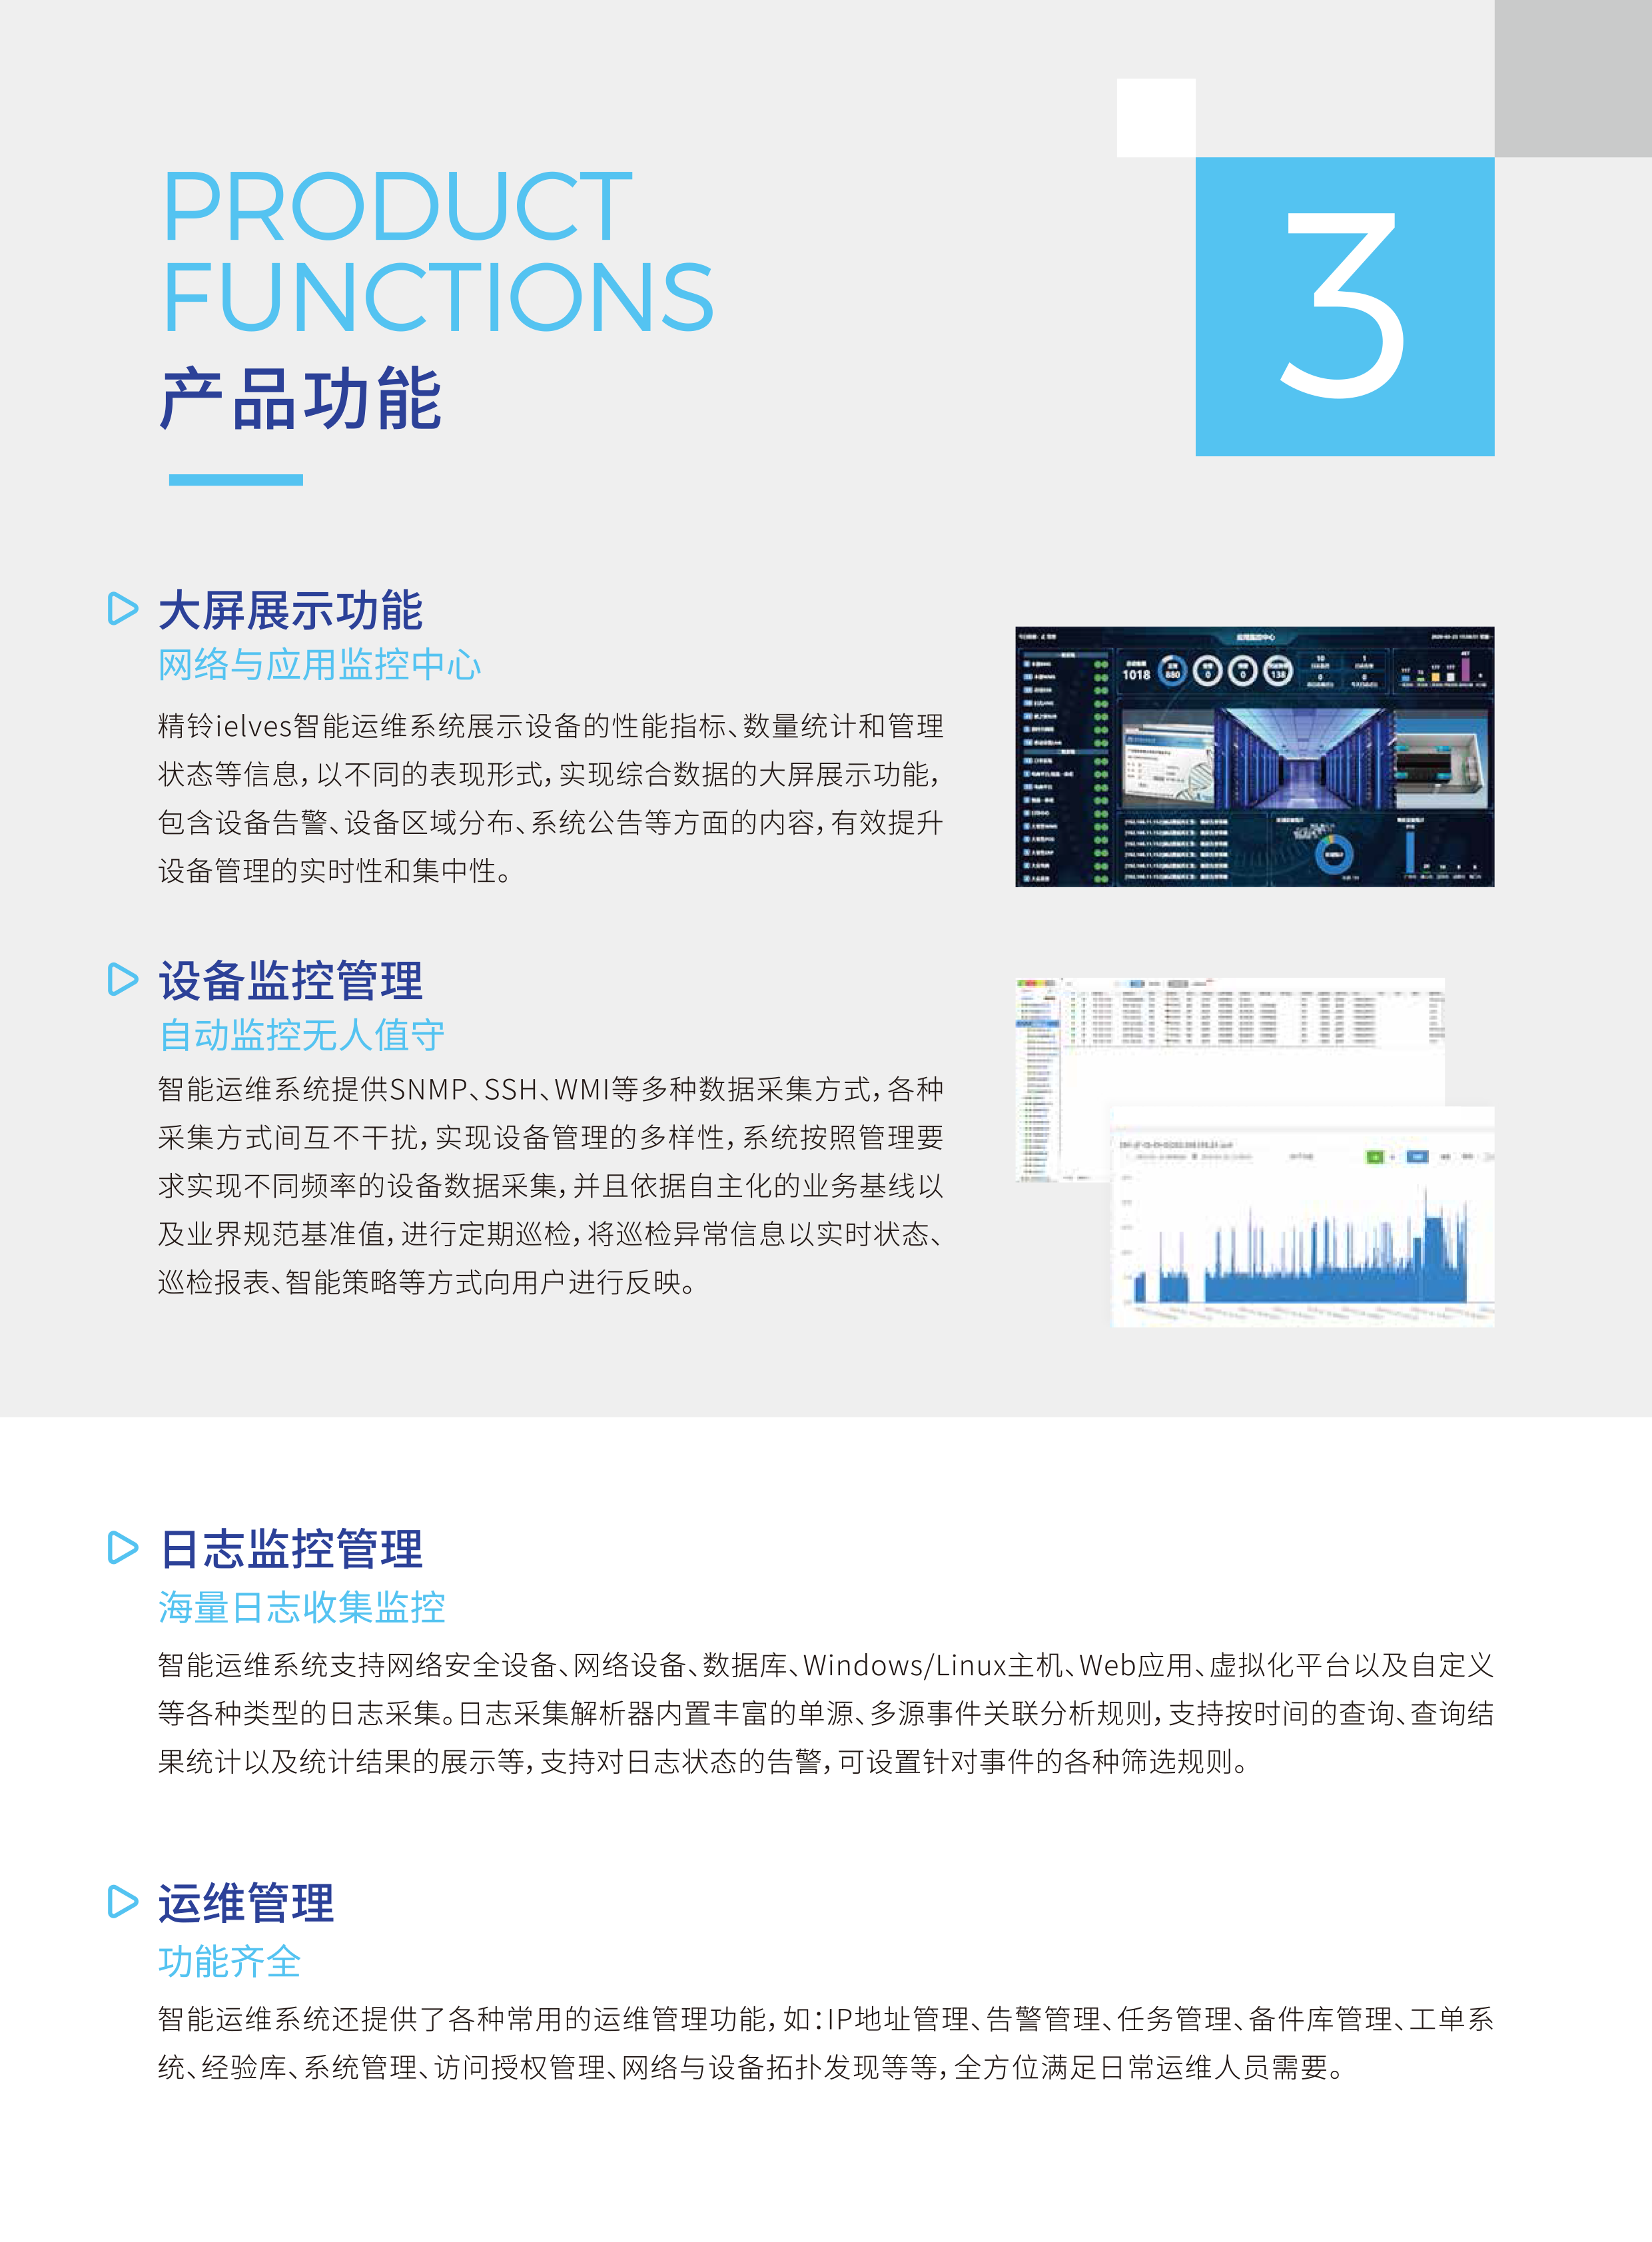 PRODUCT
FUNCTIONS
产品功能
3
大屏展示功能
网络与应用监控中心
精铃ielves智能运维系统展示设备的性能指标、数量统计和管理
状态等信息，以不同的表现形式，实现综合数据的大屏展示功能，
包含设备告警、设备区域分布、系统公告等方面的内容，有效提升
设备管理的实时性和集中性。
应用监控中心
1018
880
0
0
138
10
1
0
0
设备监控管理
自动监控无人值守
智能运维系统提供SNMP、SSH、WMI等多种数据采集方式，各种
采集方式间互不干扰，实现设备管理的多样性，系统按照管理要
求实现不同频率的设备数据采集，并且依据自主化的业务基线以
及业界规范基准值，进行定期巡检，将巡检异常信息以实时状态、
巡检报表、智能策略等方式向用户进行反映。
日志监控管理
海量日志收集监控
智能运维系统支持网络安全设备、网络设备、数据库、Windows/Linux主机、Web应用、虚拟化平台以及自定义
等各种类型的日志采集。日志采集解析器内置丰富的单源、多源事件关联分析规则，支持按时间的查询、查询结
果统计以及统计结果的展示等，支持对日志状态的告警，可设置针对事件的各种筛选规则。
运维管理
功能齐全
智能运维系统还提供了各种常用的运维管理功能，如：IP地址管理、告警管理、任务管理、备件库管理、工单系
统、经验库、系统管理、访问授权管理、网络与设备拓扑发现等等，全方位满足日常运维人员需要。